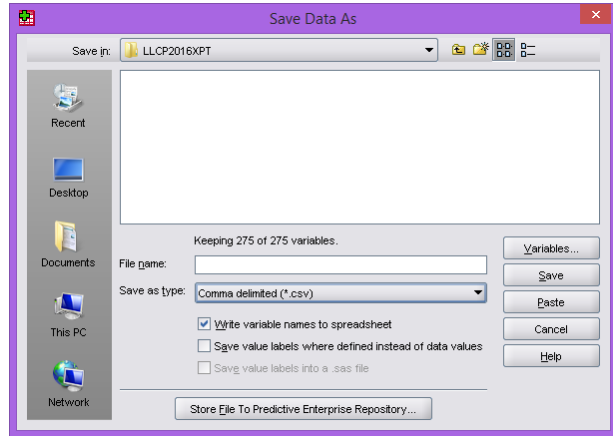 Save Data As
Save in: LLCP2016XPT
Recent
Desktop
Documents
This PC
Network
Keeping 275 of 275 variables.
File name:
Save as type: Comma delimited (*.csv)
Write variable names to spreadsheet
Save value labels where defined instead of data values
Save value labels into a .sas file
Variables...
Save
Paste
Cancel
Help
Store File To Predictive Enterprise Repository...